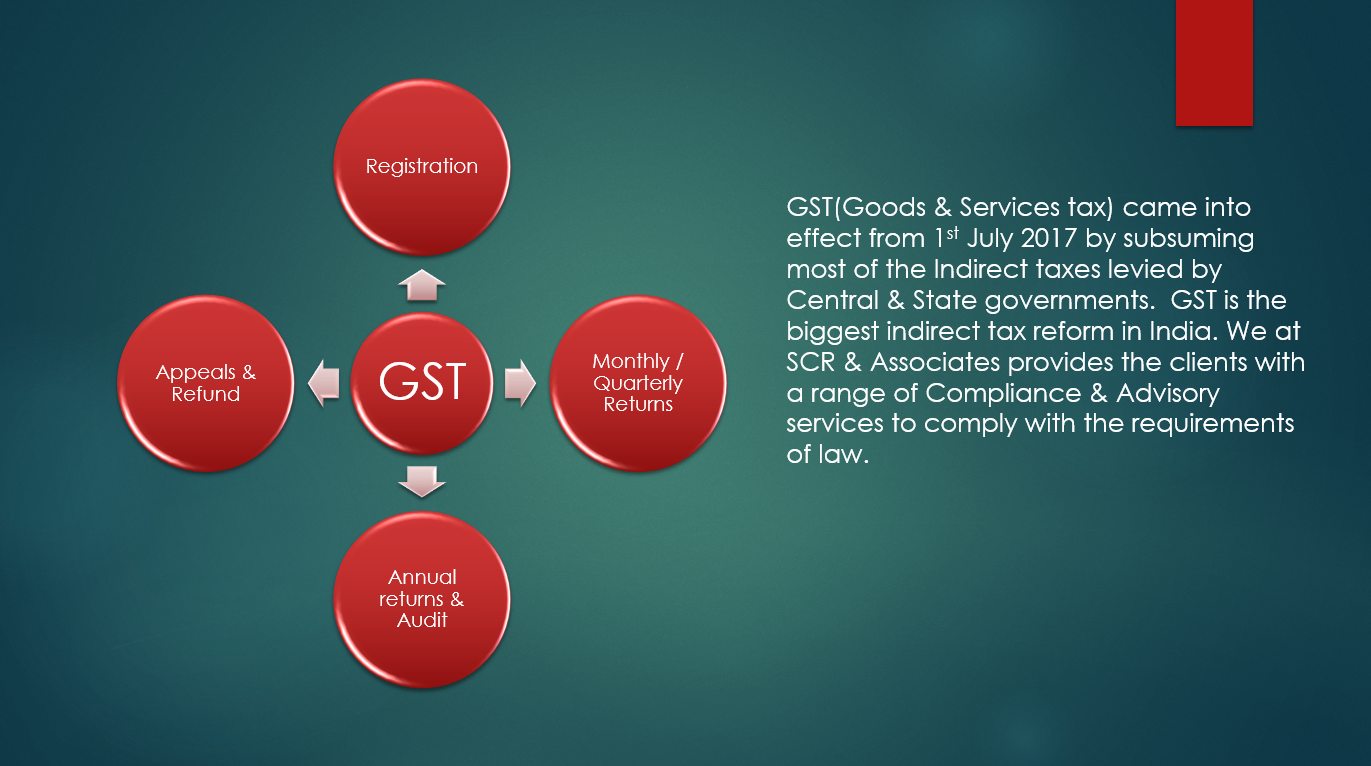 Registration
Appeals &
Refund
GST
Monthly /
Quarterly
Returns
Annual
returns &
Audit
GST(Goods & Services tax) came into
effect from 1st July 2017 by subsuming
most of the Indirect taxes levied by
Central & State governments.  GST is the
biggest indirect tax reform in India. We at
SCR & Associates provides the clients with
a range of Compliance & Advisory
services to comply with the requirements
of law.